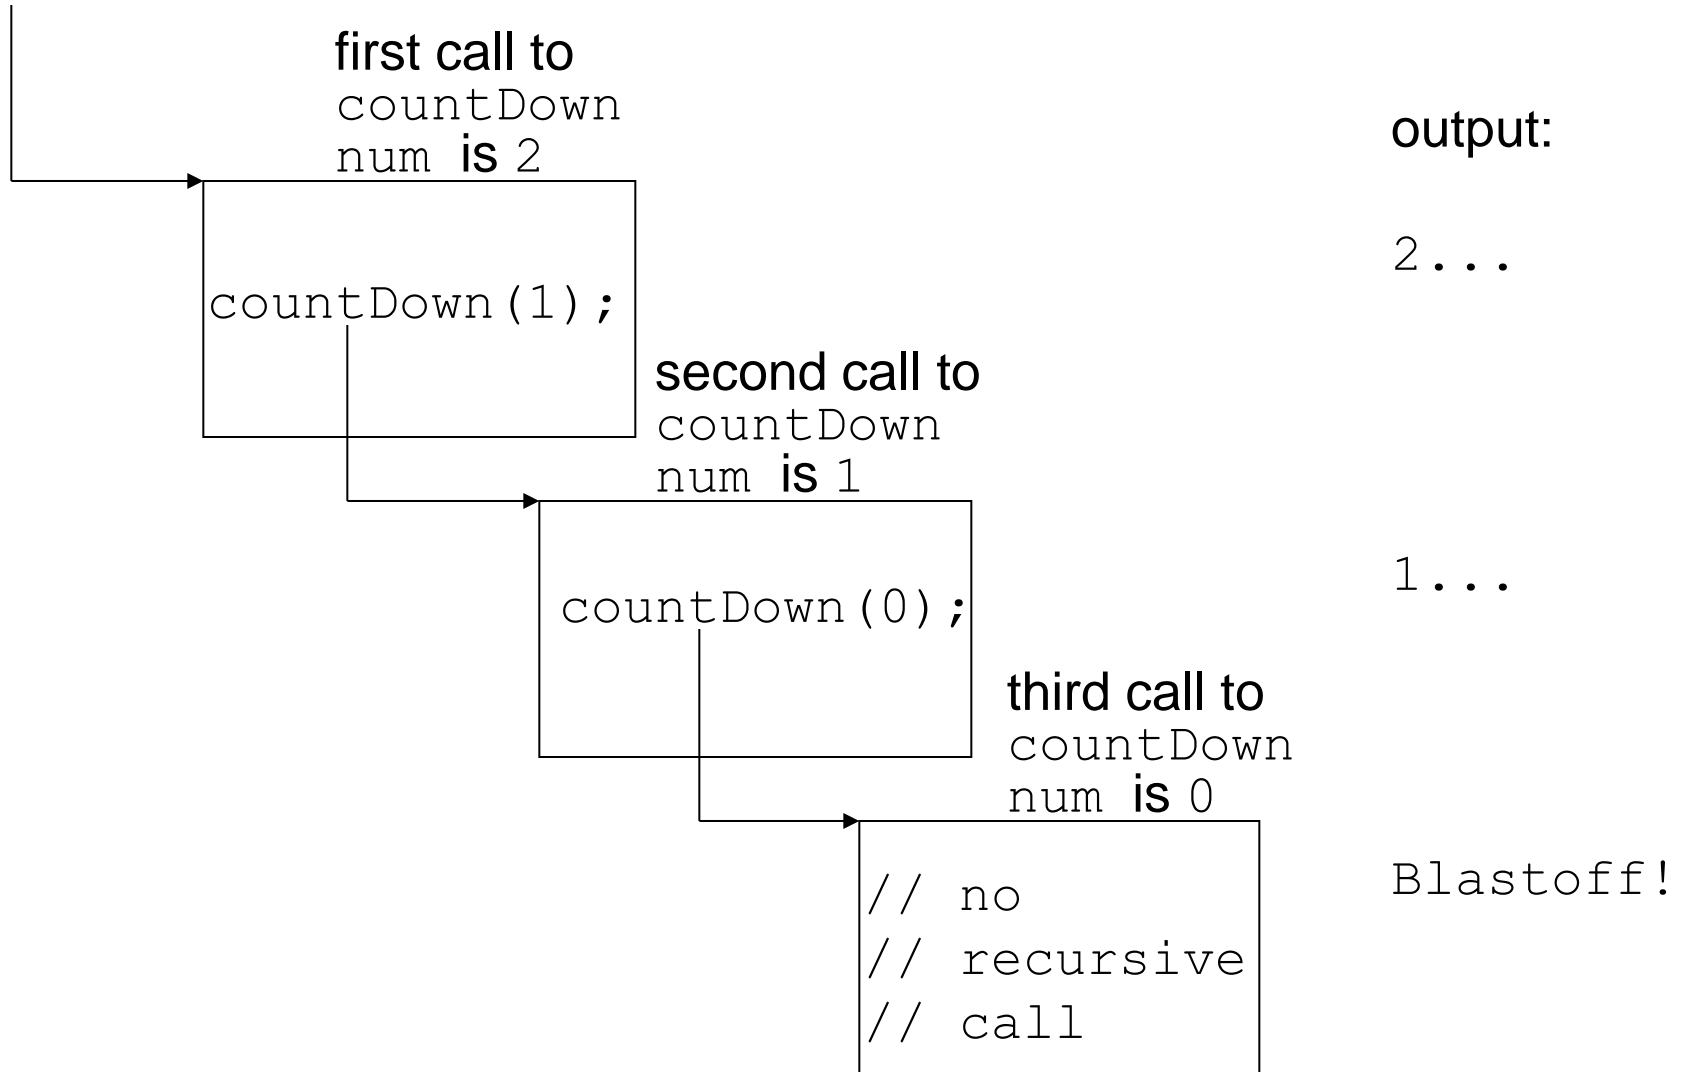 first call to
countDown
num is 2
output:
2...
countDown(1);
second call to
countDown
num is 1
1...
countDown(0);
third call to
countDown
num is 0
Blastoff!
// no
// recursive
// call